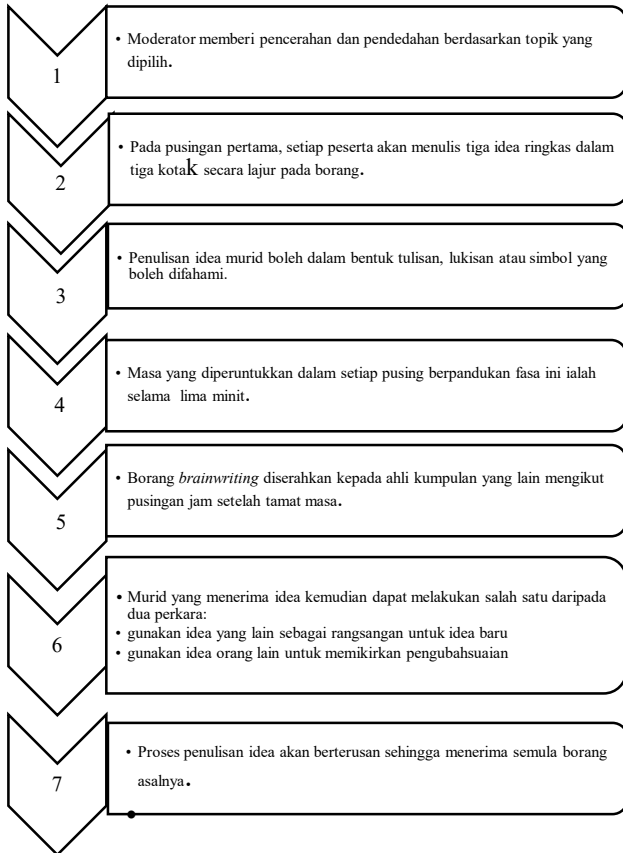 1
• Moderator memberi pencerahan dan pendedahan berdasarkan topik yang
dipilih.
2
• Pada pusingan pertama, setiap peserta akan menulis tiga idea ringkas dalam
tiga kotak secara lajur pada borang.
3
• Penulisan idea murid boleh dalam bentuk tulisan, lukisan atau simbol yang
boleh difahami.
4
• Masa yang diperuntukkan dalam setiap pusing berpandukan fasa ini ialah
selama lima minit.
5
• Borang brainwriting diserahkan kepada ahli kumpulan yang lain mengikut
pusingan jam setelah tamat masa.
6
• Murid yang menerima idea kemudian dapat melakukan salah satu daripada
dua perkara:
• gunakan idea yang lain sebagai rangsangan untuk idea baru
• gunakan idea orang lain untuk memikirkan pengubahsuaian
7
• Proses penulisan idea akan berterusan sehingga menerima semula borang
asalnya.
•